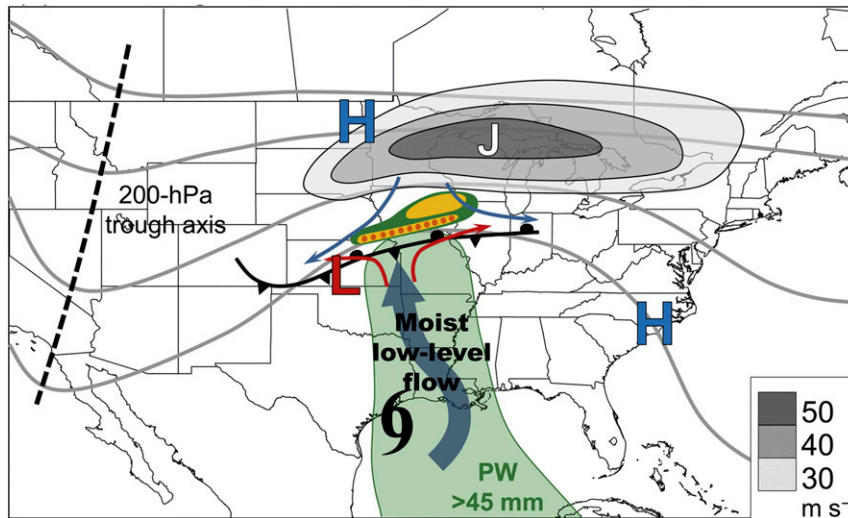 H
J
200-hPa
trough axis
L
H
Moist
low-level
flow
PW
>45 mm
50
40
30
m s⁻